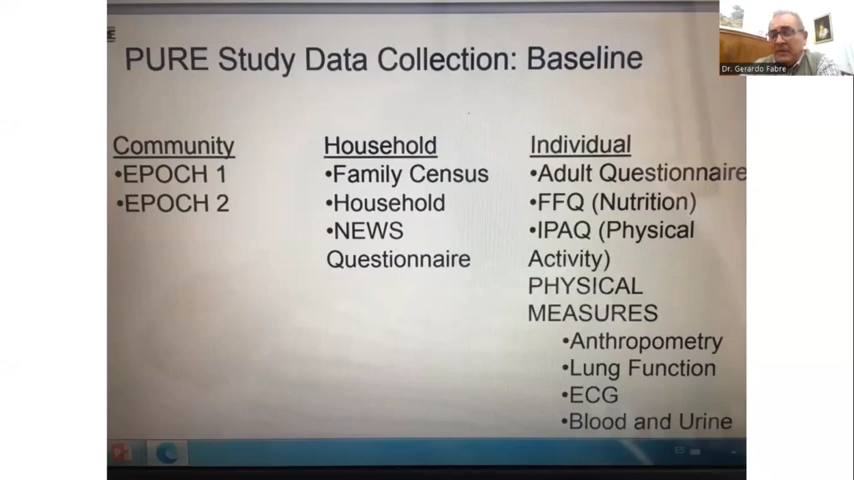 PURE Study Data Collection: Baseline
Community
•EPOCH 1
•EPOCH 2
Household
•Family Census
•Household
•NEWS
Questionnaire
Individual
•Adult Questionnaire
•FFQ (Nutrition)
•IPAQ (Physical
Activity)
PHYSICAL
MEASURES
•Anthropometry
•Lung Function
•ECG
•Blood and Urine
Dr. Gerardo Fabre